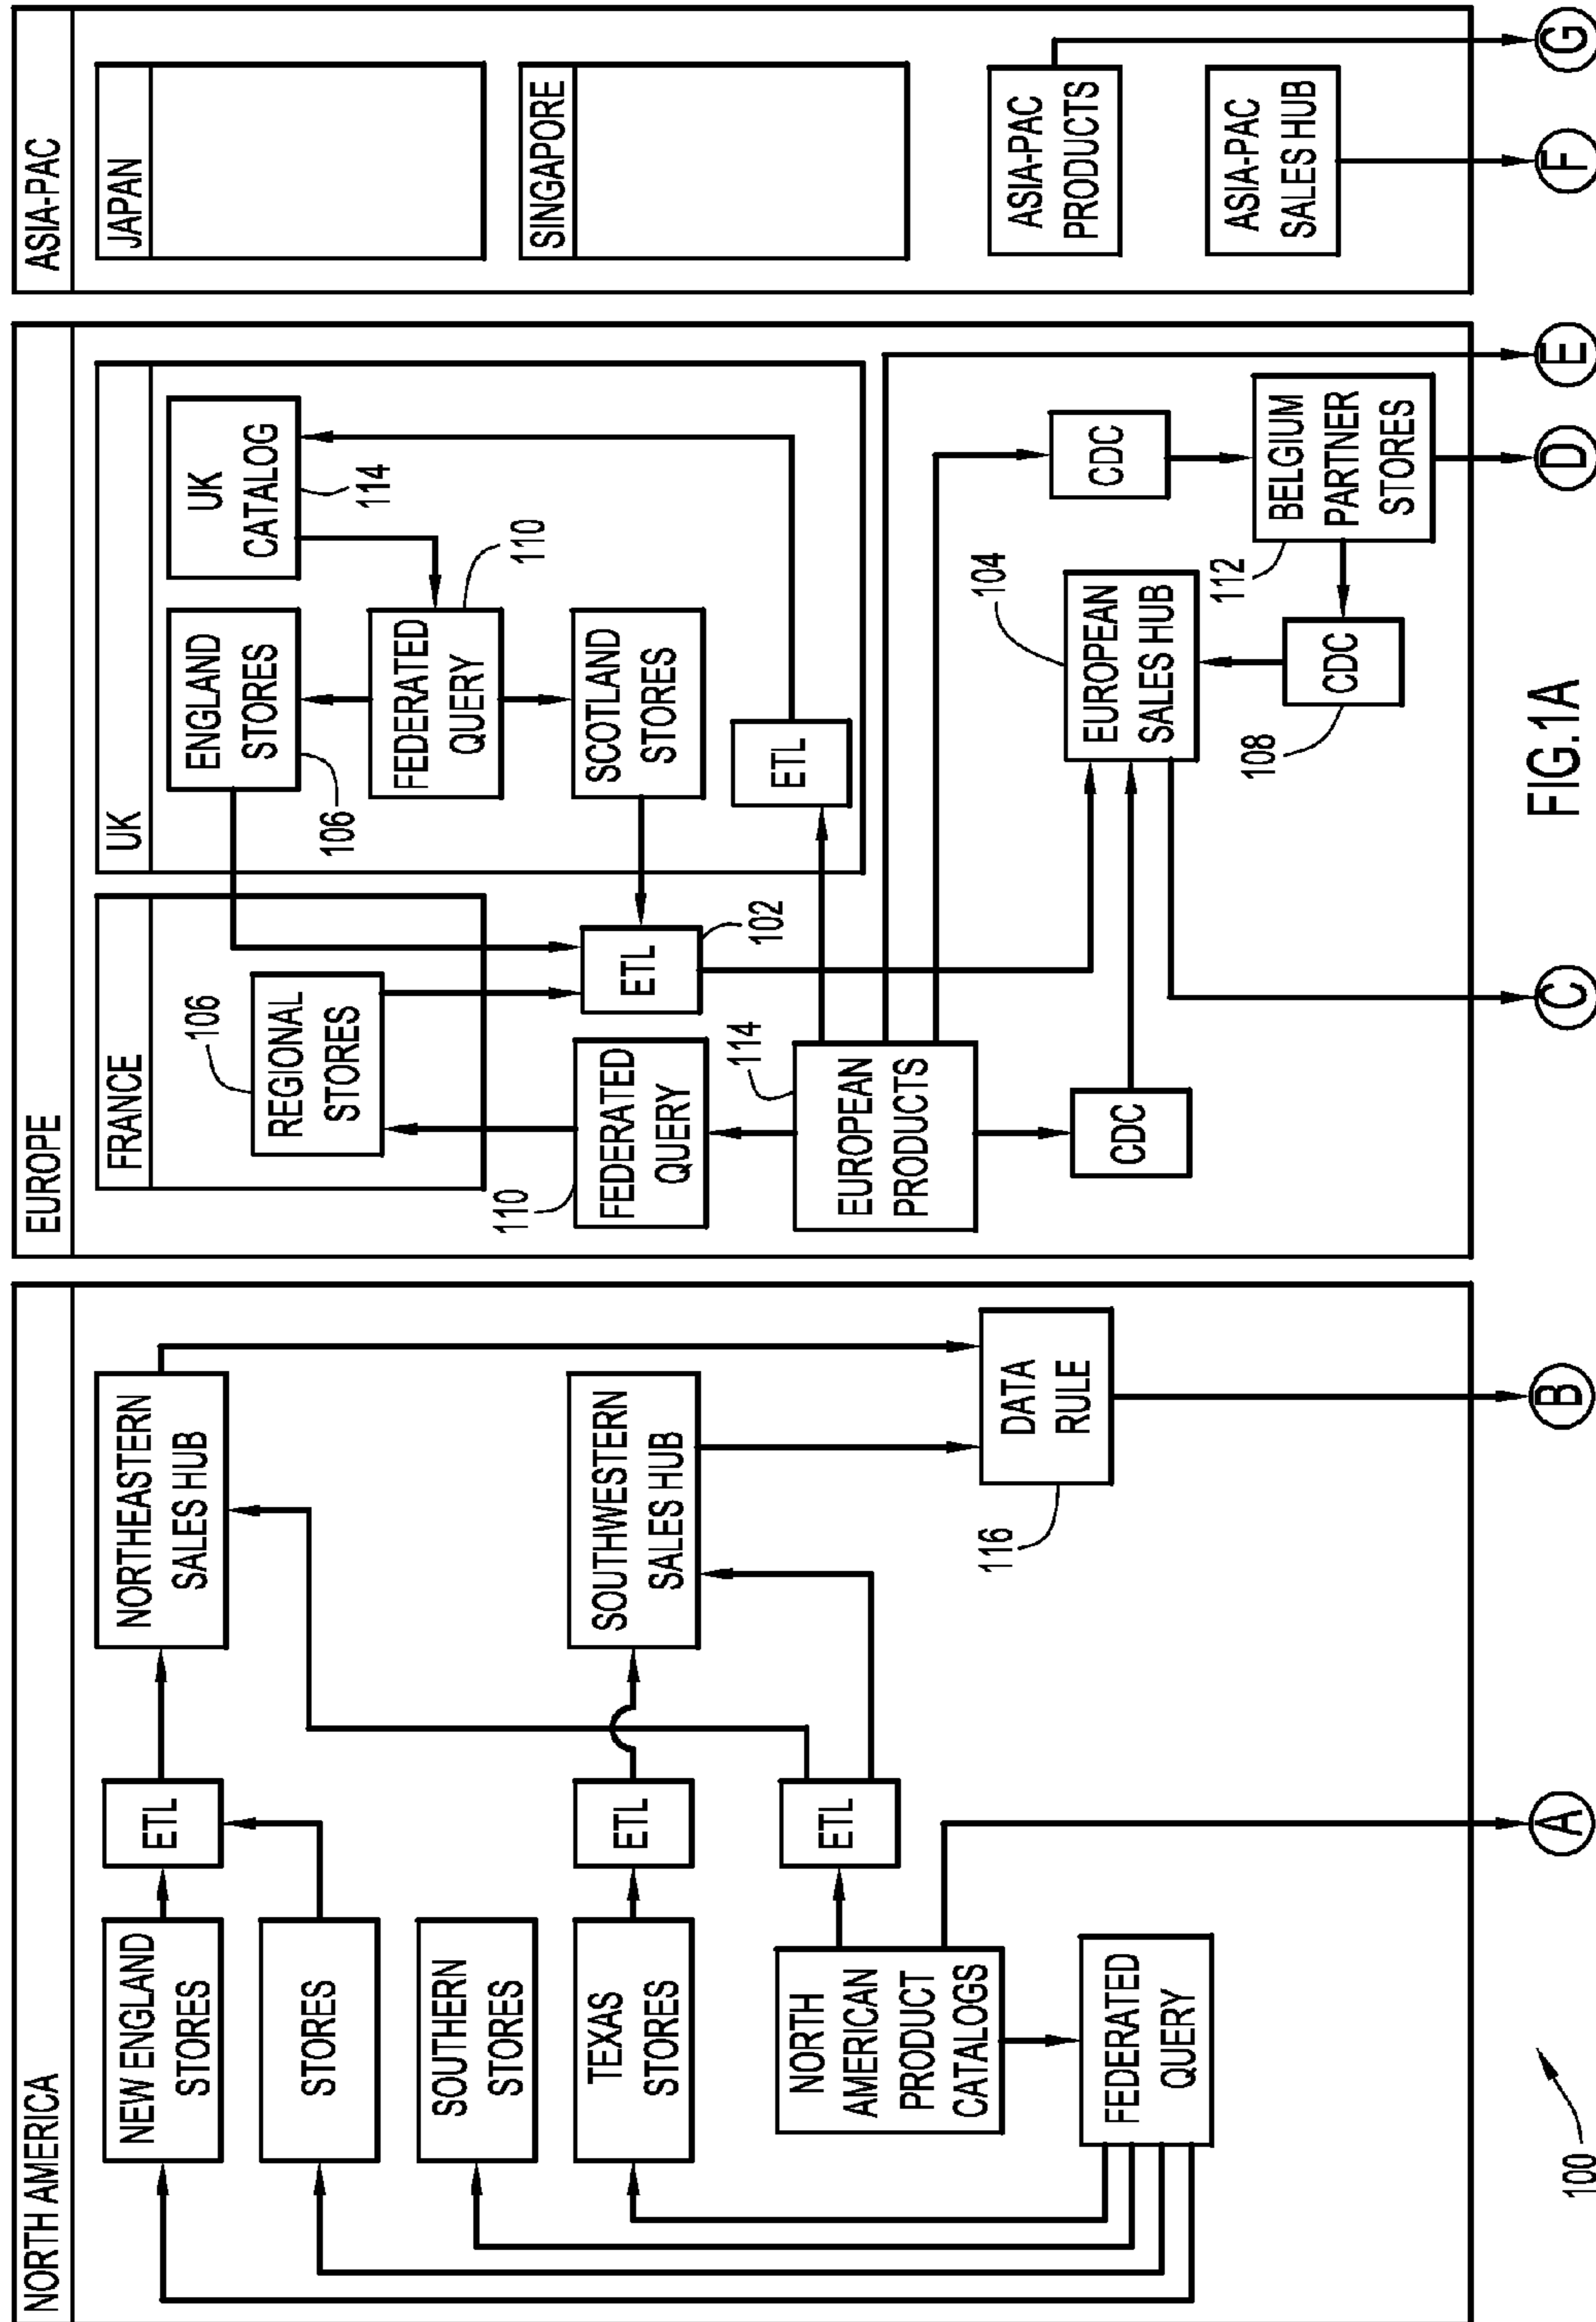 NORTH AMERICA
NEW ENGLAND
STORES
ETL
NORTHEASTERN
SALES HUB
STORES
SOUTHERN
STORES
TEXAS
STORES
ETL
SOUTHWESTERN
SALES HUB
NORTH
AMERICAN
PRODUCT
CATALOGS
ETL
FEDERATED
QUERY
DATA
RULE
116
EUROPE
FRANCE
REGIONAL
STORES
106
UK
ENGLAND
STORES
106
UK
CATALOG
114
FEDERATED
QUERY
110
SCOTLAND
STORES
ETL
ETL
102
FEDERATED
QUERY
110
EUROPEAN
PRODUCTS
114
CDC
EUROPEAN
SALES HUB
104
CDC
CDC
108
BELGIUM
PARTNER
STORES
112
ASIA-PAC
JAPAN
SINGAPORE
ASIA-PAC
PRODUCTS
ASIA-PAC
SALES HUB
100
A
B
C
D
E
F
G
FIG.1A